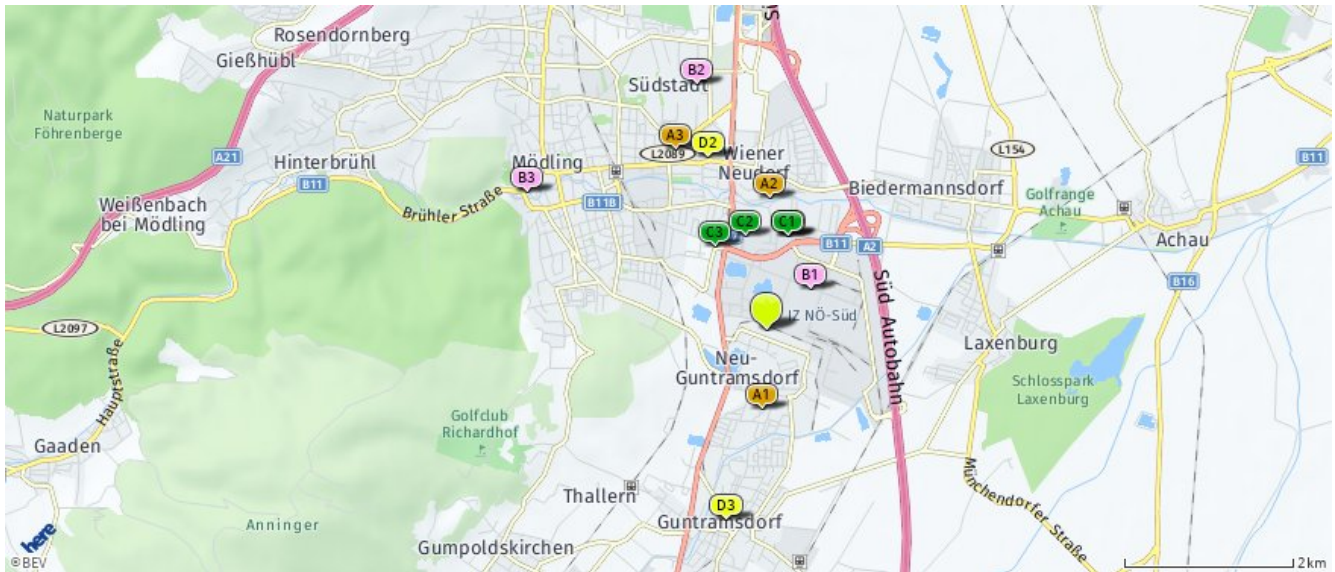 Rosendornberg
Gießhübl
B2
Südstadt
Naturpark
Föhrenberge
A3
D2
L2089
Wiener
Neudorf
L154
B11
A21
Hinterbrühl
B11
Mödling
B3
A2
Biedermannsdorf
Golfrange
Achau
Weißenbach
bei Mödling
Brühler Straße
B11B
C3
C2
C1
B11
A2
Achau
B1
B16
IZ NÖ-Süd
Süd Autobahn
L2097
Hauptstraße
Neu-
Guntramsdorf
Laxenburg
Schlosspark
Laxenburg
A1
Golfclub
Richardhof
Gaaden
Thallern
D3
Guntramsdorf
Münchendorfer Straße
Anninger
Gumpoldskirchen
here
© BEV
2 km